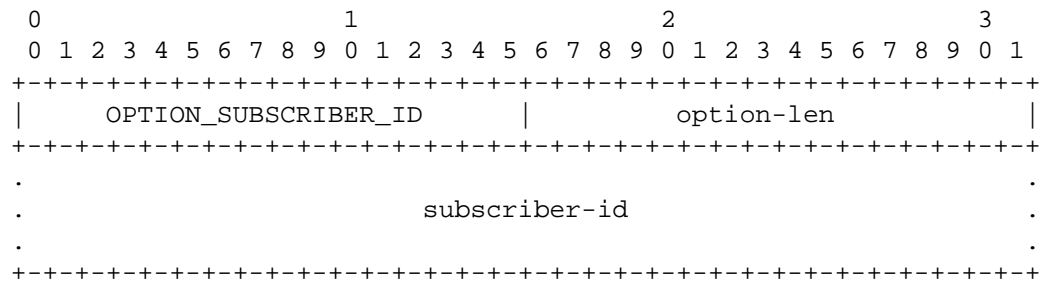 0                   1                   2                   3
 0 1 2 3 4 5 6 7 8 9 0 1 2 3 4 5 6 7 8 9 0 1 2 3 4 5 6 7 8 9 0 1
+-+-+-+-+-+-+-+-+-+-+-+-+-+-+-+-+-+-+-+-+-+-+-+-+-+-+-+-+-+-+-+-+
|     OPTION_SUBSCRIBER_ID      |         option-len            |
+-+-+-+-+-+-+-+-+-+-+-+-+-+-+-+-+-+-+-+-+-+-+-+-+-+-+-+-+-+-+-+-+
.                                                               .
.                         subscriber-id                         .
.                                                               .
+-+-+-+-+-+-+-+-+-+-+-+-+-+-+-+-+-+-+-+-+-+-+-+-+-+-+-+-+-+-+-+-+